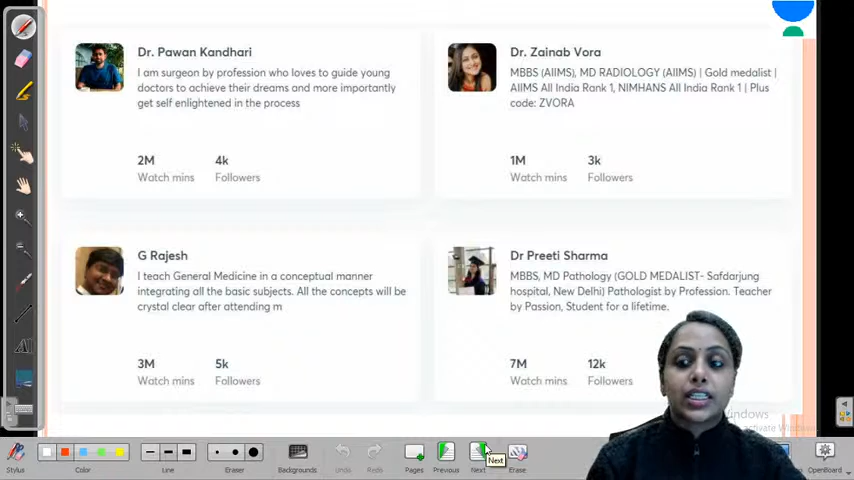 Dr. Pawan Kandhari
I am surgeon by profession who loves to guide young
doctors to achieve their dreams and more importantly
get self enlightened in the process
2M
4k
Watch mins
Followers
Dr. Zainab Vora
MBBS (AIIMS), MD RADIOLOGY (AIIMS) | Gold medalist |
AIIMS All India Rank 1, NIMHANS All India Rank 1 | Plus
code: ZVORA
1M
3k
Watch mins
Followers
G Rajesh
I teach General Medicine in a conceptual manner
integrating all the basic subjects. All the concepts will be
crystal clear after attending m
3M
5k
Watch mins
Followers
Dr Preeti Sharma
MBBS, MD Pathology (GOLD MEDALIST- Safdarjung
hospital, New Delhi) Pathologist by Profession. Teacher
by Passion, Student for a lifetime.
7M
12k
Watch mins
Followers
Windows
activate Windows
Stylus
Color
Line
Eraser
Backgrounds
Undo
Redo
Pages
Previous
Next
Next
Erase
OpenBoard